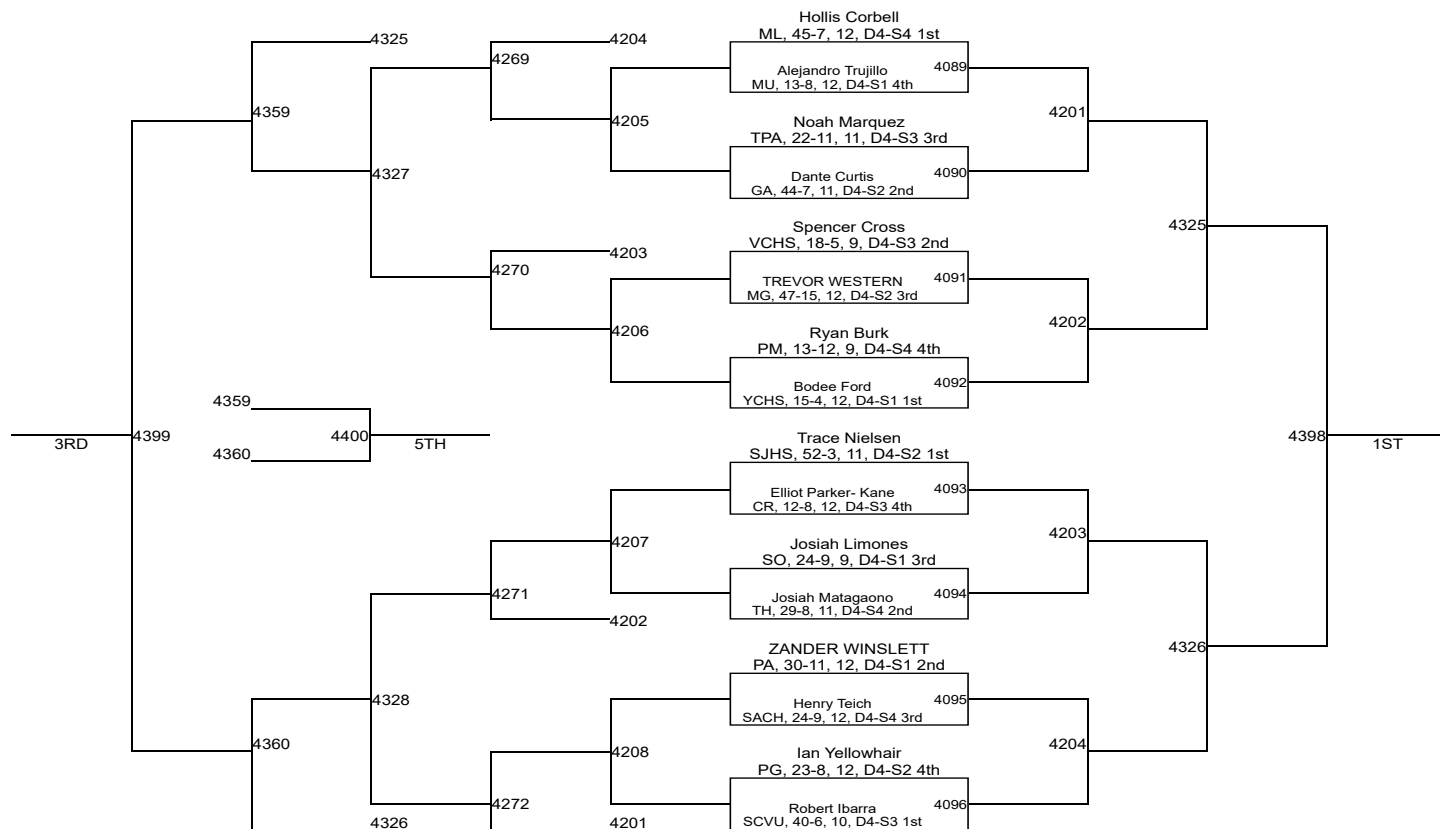 Hollis Corbell
4325
4204
ML, 45-7, 12, D4-S4 1st
4269
Alejandro Trujillo
4089
MU, 13-8, 12, D4-S1 4th
4359
4205
4201
Noah Marquez
TPA, 22-11, 11, D4-S3 3rd
4327
Dante Curtis
4090
GA, 44-7, 11, D4-S2 2nd
Spencer Cross
4325
VCHS, 18-5, 9, D4-S3 2nd
4203
4270
TREVOR WESTERN
4091
MG, 47-15, 12, D4-S2 3rd
4206
4202
Ryan Burk
PM, 13-12, 9, D4-S4 4th
Bodee Ford
4092
YCHS, 15-4, 12, D4-S1 1st
4359
3RD
4399
4400
5TH
4398
1ST
4360
Trace Nielsen
SJHS, 52-3, 11, D4-S2 1st
Elliot Parker- Kane
4093
CR, 12-8, 12, D4-S3 4th
4207
4203
Josiah Limones
SO, 24-9, 9, D4-S1 3rd
4271
Josiah Matagaono
4094
TH, 29-8, 11, D4-S4 2nd
4202
4326
ZANDER WINSLETT
PA, 30-11, 12, D4-S1 2nd
4328
Henry Teich
4095
SACH, 24-9, 12, D4-S4 3rd
4360
4208
4204
Ian Yellowhair
PG, 23-8, 12, D4-S2 4th
4272
Robert Ibarra
4096
4326
4201
SCVU, 40-6, 10, D4-S3 1st